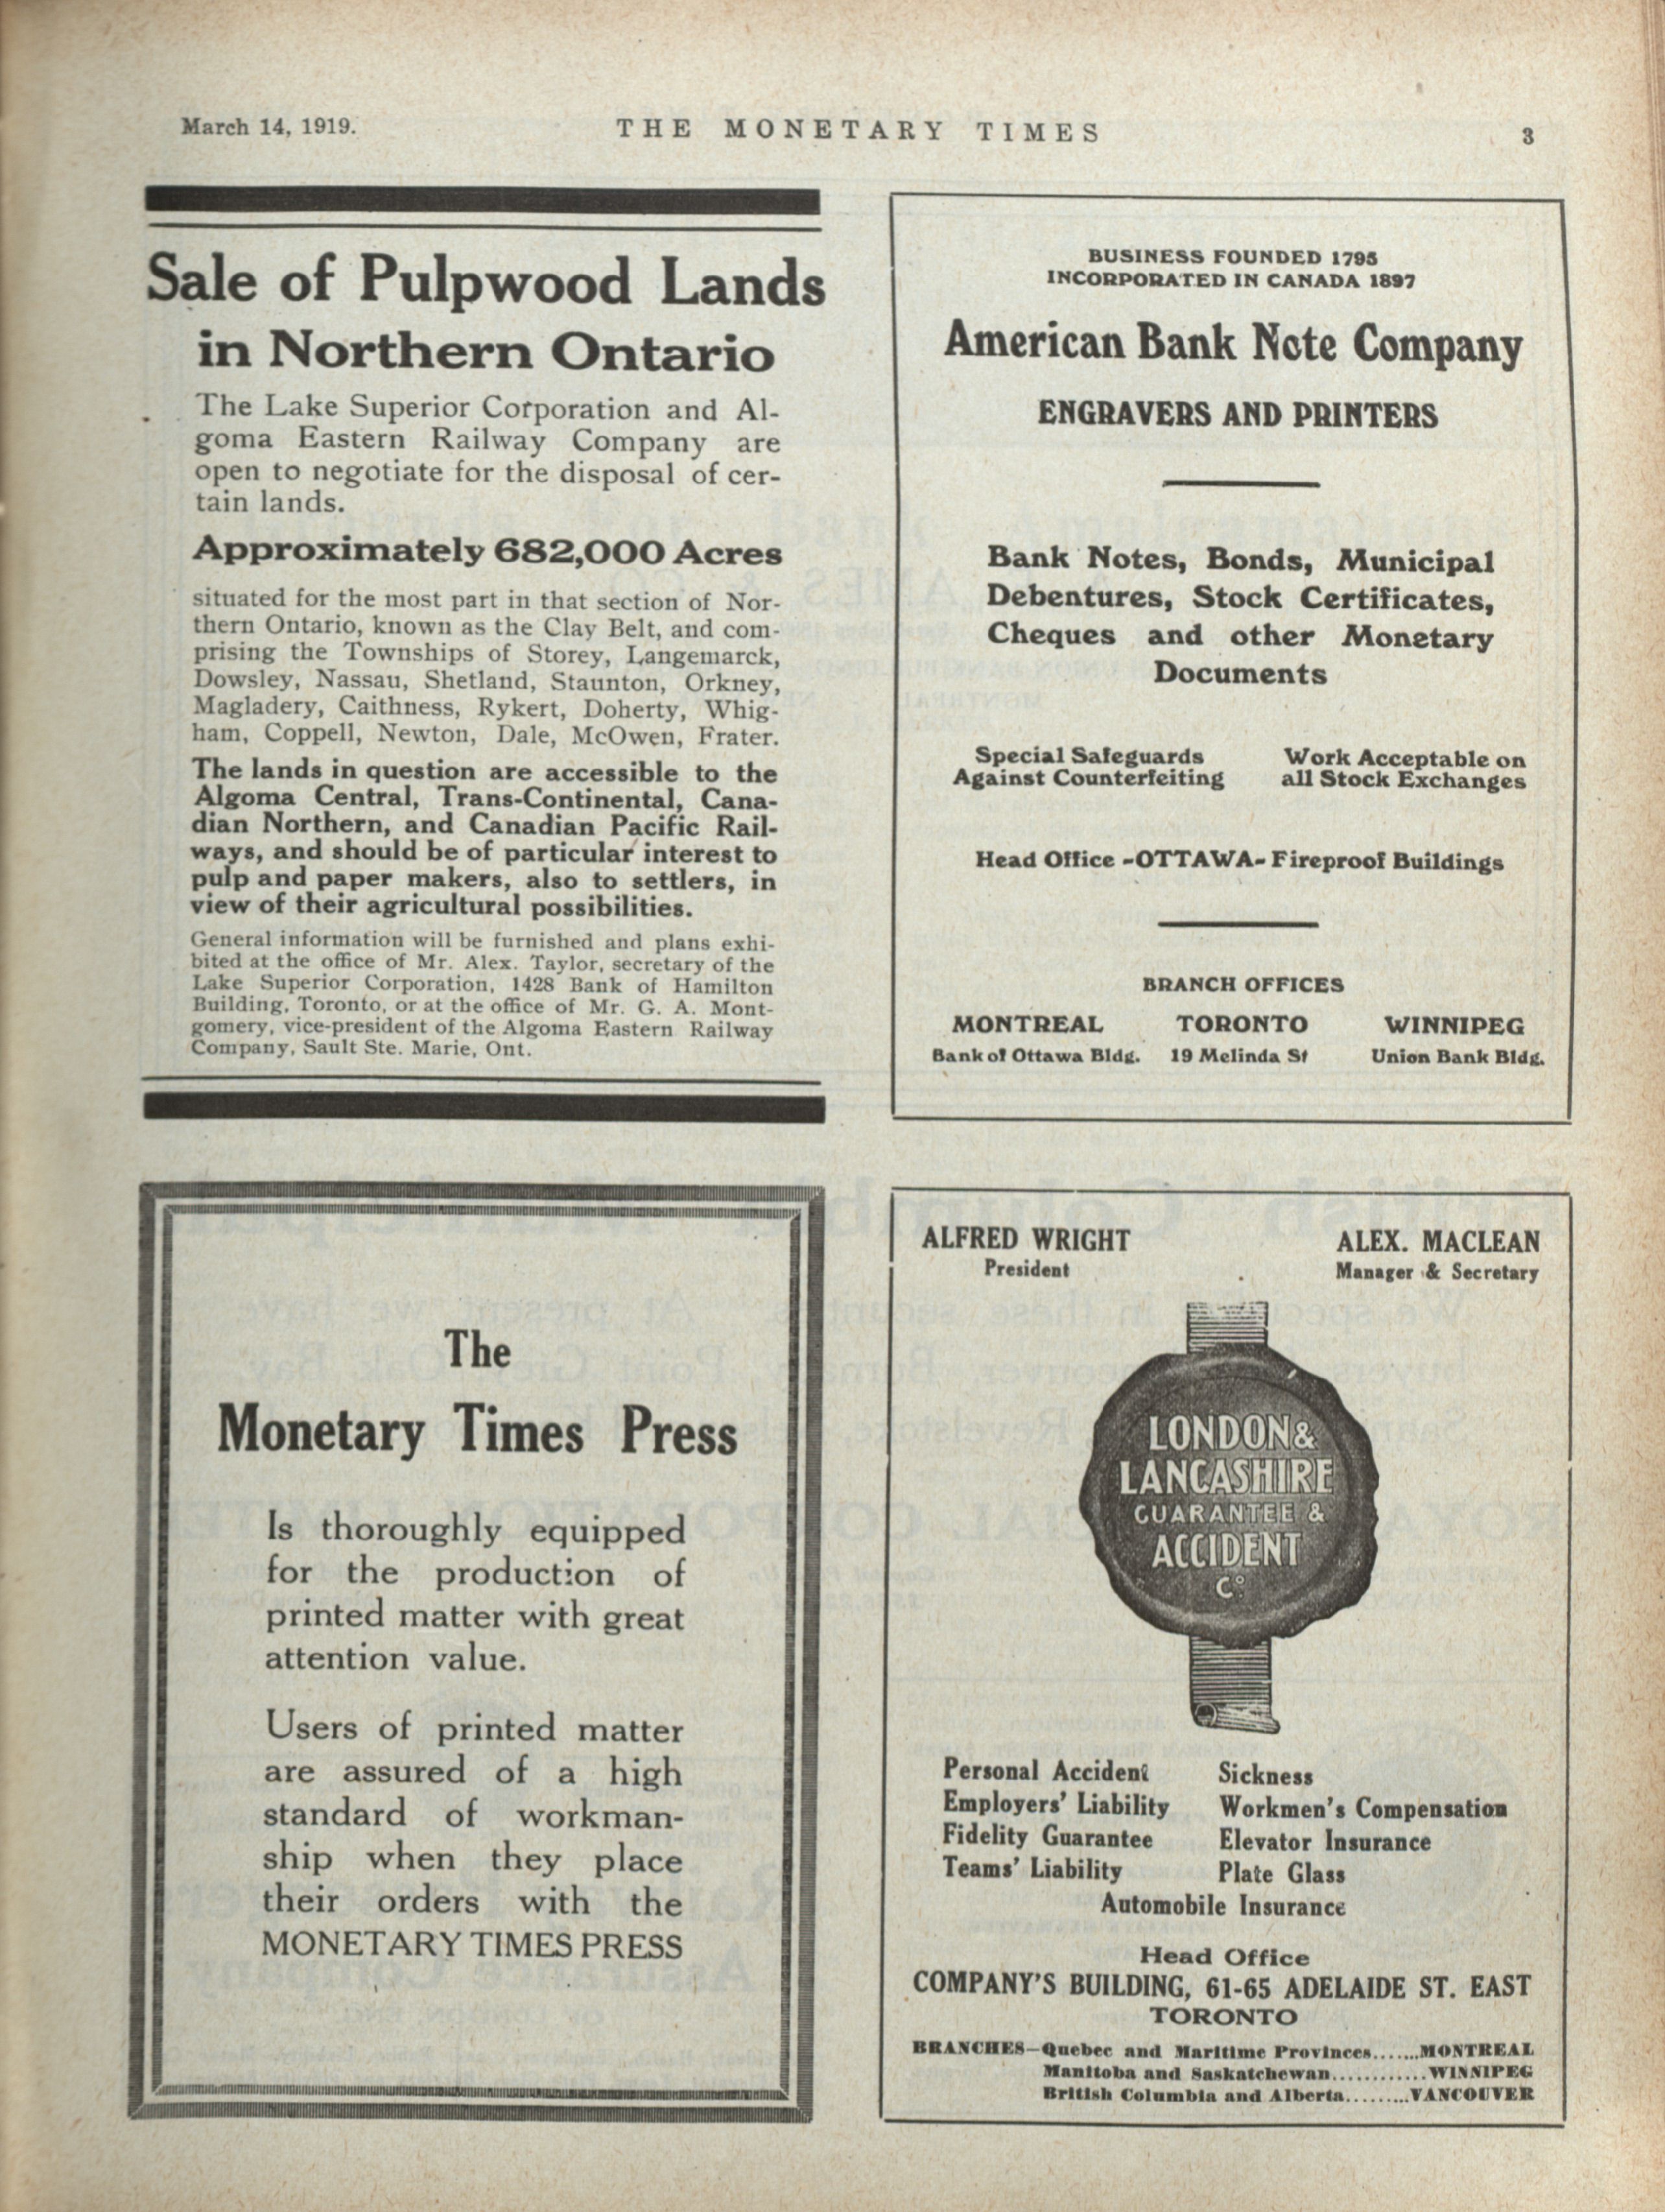 March 14, 1919.
THE MONETARY TIMES
3
Sale of Pulpwood Lands
in Northern Ontario
The Lake Superior Corporation and Al-
goma Eastern Railway Company are
open to negotiate for the disposal of cer-
tain lands.
Approximately 682,000 Acres
situated for the most part in that section of Nor-
thern Ontario, known as the Clay Belt, and com-
prising the Townships of Storey, Langemarck,
Dowsley, Nassau, Shetland, Staunton, Orkney,
Magladery, Caithness, Rykert, Doherty, Whig-
ham, Coppell, Newton, Dale, McOwen, Frater.
The lands in question are accessible to the
Algoma Central, Trans-Continental, Cana-
dian Northern, and Canadian Pacific Rail-
ways, and should be of particular interest to
pulp and paper makers, also to settlers, in
view of their agricultural possibilities.
General information will be furnished and plans exhi-
bited at the office of Mr. Alex. Taylor, secretary of the
Lake Superior Corporation, 1428 Bank of Hamilton
Building, Toronto, or at the office of Mr. G. A. Mont-
gomery, vice-president of the Algoma Eastern Railway
Company, Sault Ste. Marie, Ont.
BUSINESS FOUNDED 1795
INCORPORATED IN CANADA 1897
American Bank Note Company
ENGRAVERS AND PRINTERS
Bank Notes, Bonds, Municipal
Debentures, Stock Certificates,
Cheques and other Monetary
Documents
Special Safeguards
Against Counterfeiting
Work Acceptable on
all Stock Exchanges
Head Office -OTTAWA- Fireproof Buildings
BRANCH OFFICES
MONTREAL TORONTO WINNIPEG
Bank of Ottawa Bldg. 19 Melinda St Union Bank Bldg.
The
Monetary Times Press
Is thoroughly equipped
for the production of
printed matter with great
attention value.
Users of printed matter
are assured of a high
standard of workman-
ship when they place
their orders with the
MONETARY TIMES PRESS
ALFRED WRIGHT
President
ALEX. MACLEAN
Manager & Secretary
LONDON &
LANCASHIRE
GUARANTEE &
ACCIDENT
Co
Personal Accident Sickness
Employers' Liability Workmen's Compensation
Fidelity Guarantee Elevator Insurance
Teams' Liability Plate Glass
Automobile Insurance
Head Office
COMPANY'S BUILDING, 61-65 ADELAIDE ST. EAST
TORONTO
BRANCHES—Quebec and Maritime Provinces.......MONTREAL
Manitoba and Saskatchewan............WINNIPEG
British Columbia and Alberta.........VANCOUVER